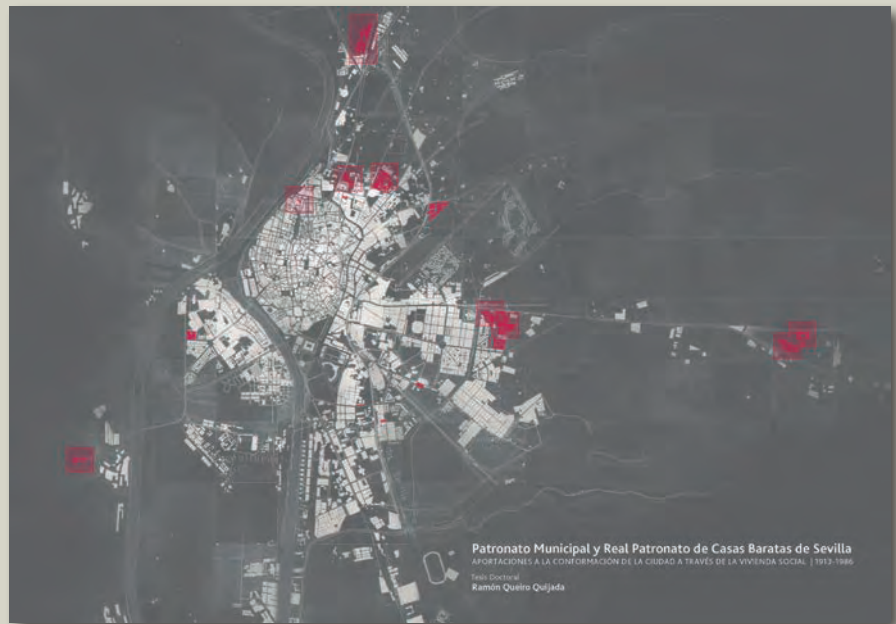 Patronato Municipal y Real Patronato de Casas Baratas de Sevilla
APORTACIONES A LA CONFORMACIÓN DE LA CIUDAD A TRAVÉS DE LA VIVIENDA SOCIAL | 1913-1986
Tesis Doctoral
Ramón Queiro Quijada